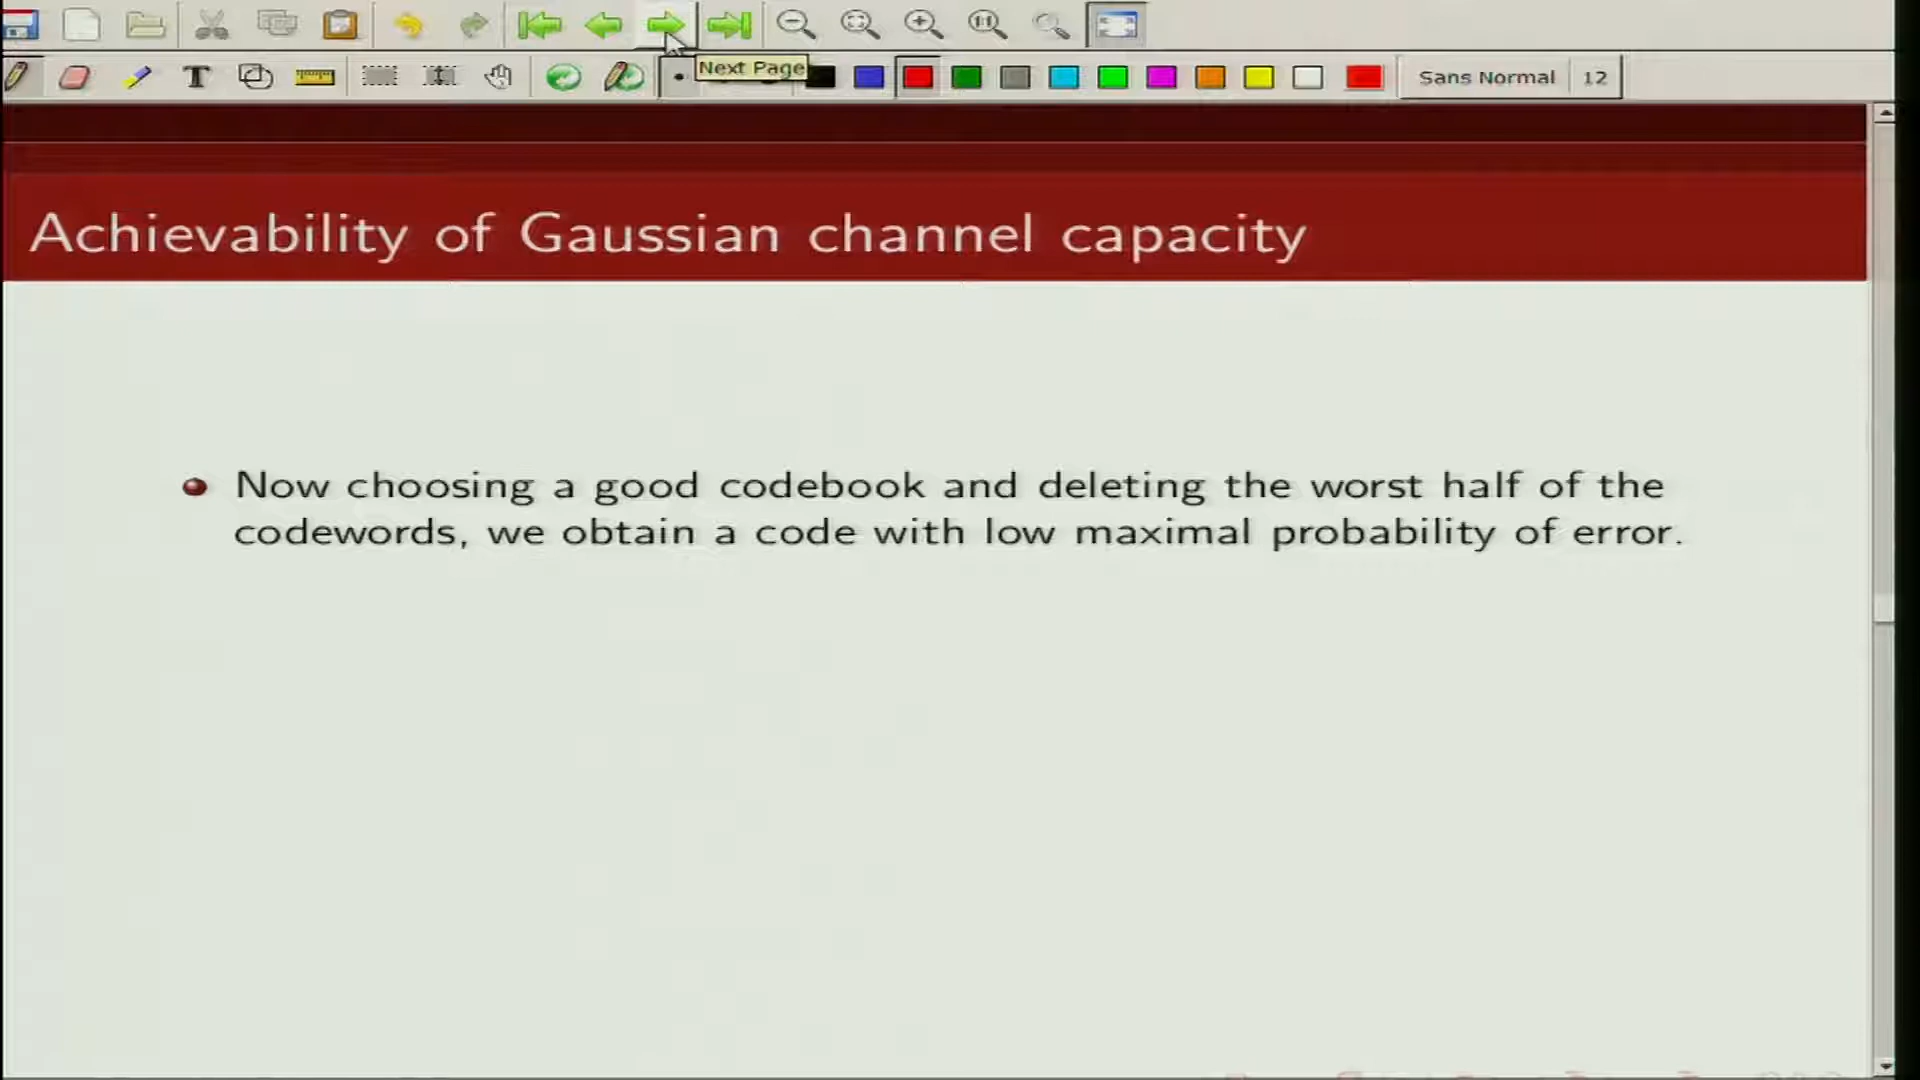 Next Page
Sans Normal 12
Achievability of Gaussian channel capacity
Now choosing a good codebook and deleting the worst half of the
codewords, we obtain a code with low maximal probability of error.